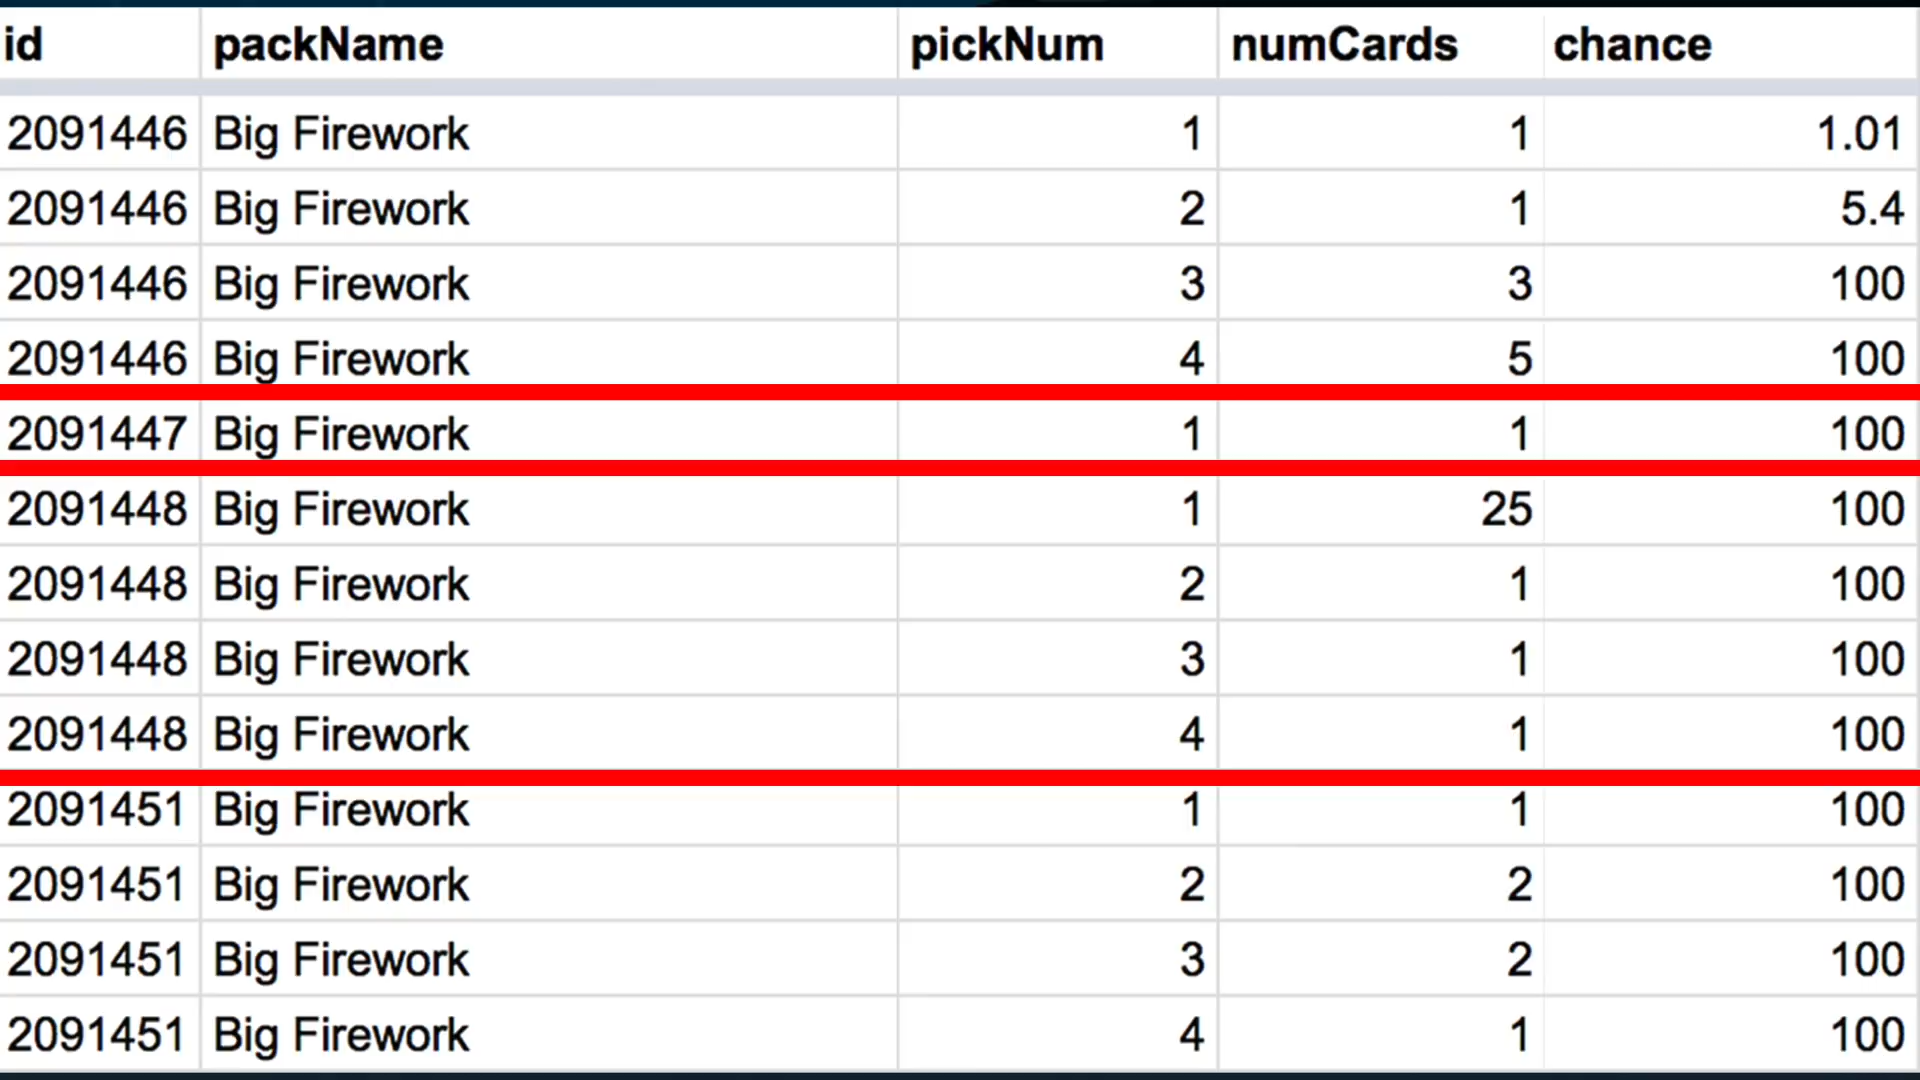 id packName pickNum numCards chance
2091446 Big Firework 1 1 1.01
2091446 Big Firework 2 1 5.4
2091446 Big Firework 3 3 100
2091446 Big Firework 4 5 100
2091447 Big Firework 1 1 100
2091448 Big Firework 1 25 100
2091448 Big Firework 2 1 100
2091448 Big Firework 3 1 100
2091448 Big Firework 4 1 100
2091451 Big Firework 1 1 100
2091451 Big Firework 2 2 100
2091451 Big Firework 3 2 100
2091451 Big Firework 4 1 100